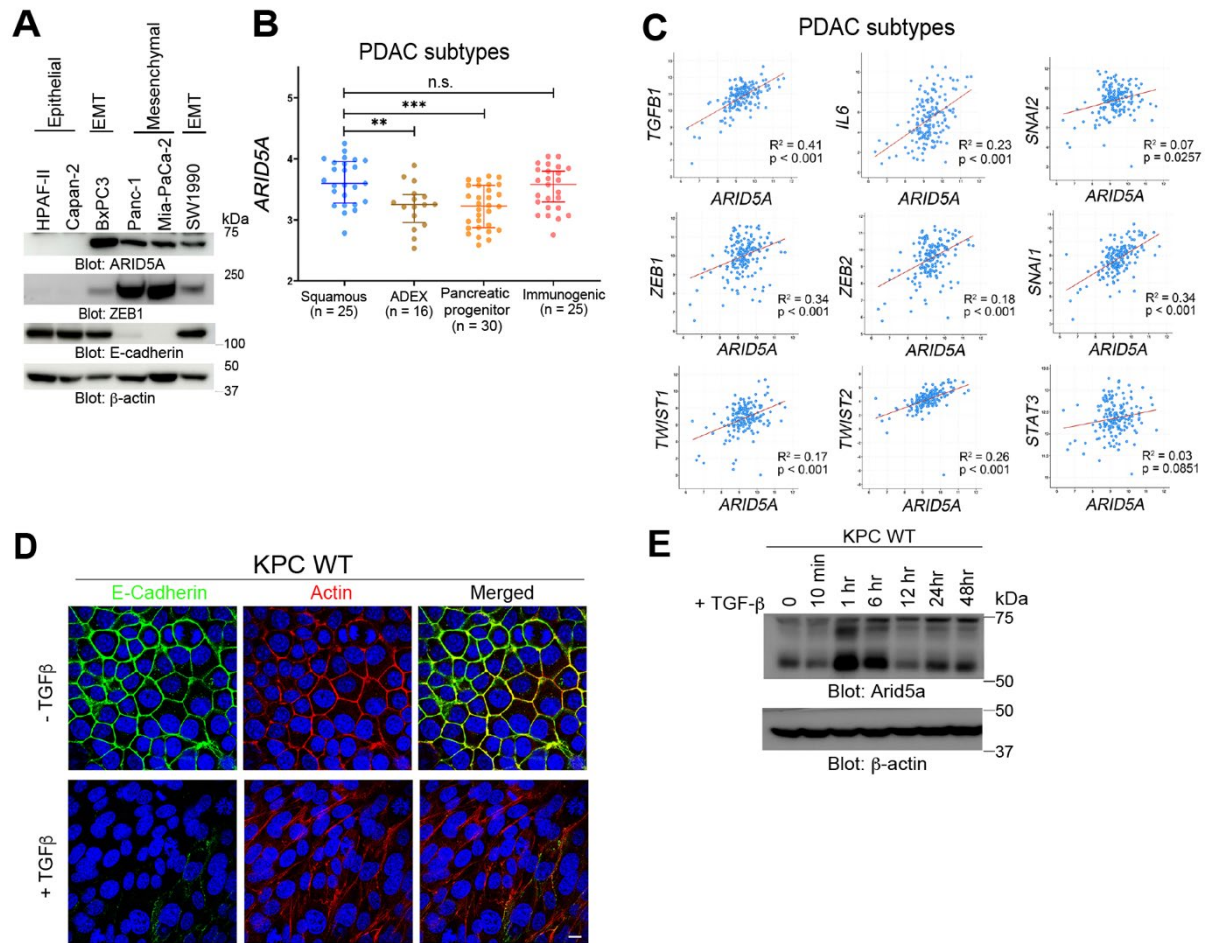 A
Epithelial
EMT
Mesenchymal
EMT
HPAF-II
Capan-2
BxPC3
Panc-1
Mia-PaCa-2
SW1990
kDa
75
Blot: ARID5A
250
Blot: ZEB1
100
Blot: E-cadherin
50
37
Blot: β-actin
B
PDAC subtypes
n.s.
***
**
ARID5A
5
4
3
2
Squamous
(n = 25)
ADEX
(n = 16)
Pancreatic
progenitor
(n = 30)
Immunogenic
(n = 25)
C
PDAC subtypes
TGFB1
R² = 0.41
p < 0.001
ARID5A
IL6
R² = 0.23
p < 0.001
ARID5A
SNAI2
R² = 0.07
p = 0.0257
ARID5A
ZEB1
R² = 0.34
p < 0.001
ARID5A
ZEB2
R² = 0.18
p < 0.001
ARID5A
SNAI1
R² = 0.34
p < 0.001
ARID5A
TWIST1
R² = 0.17
p < 0.001
ARID5A
TWIST2
R² = 0.26
p < 0.001
ARID5A
STAT3
R² = 0.03
p = 0.0851
ARID5A
D
KPC WT
E-Cadherin
Actin
Merged
- TGFβ
+ TGFβ
E
KPC WT
+ TGF-β
0
10 min
1 hr
6 hr
12 hr
24hr
48hr
kDa
75
50
Blot: Arid5a
50
37
Blot: β-actin